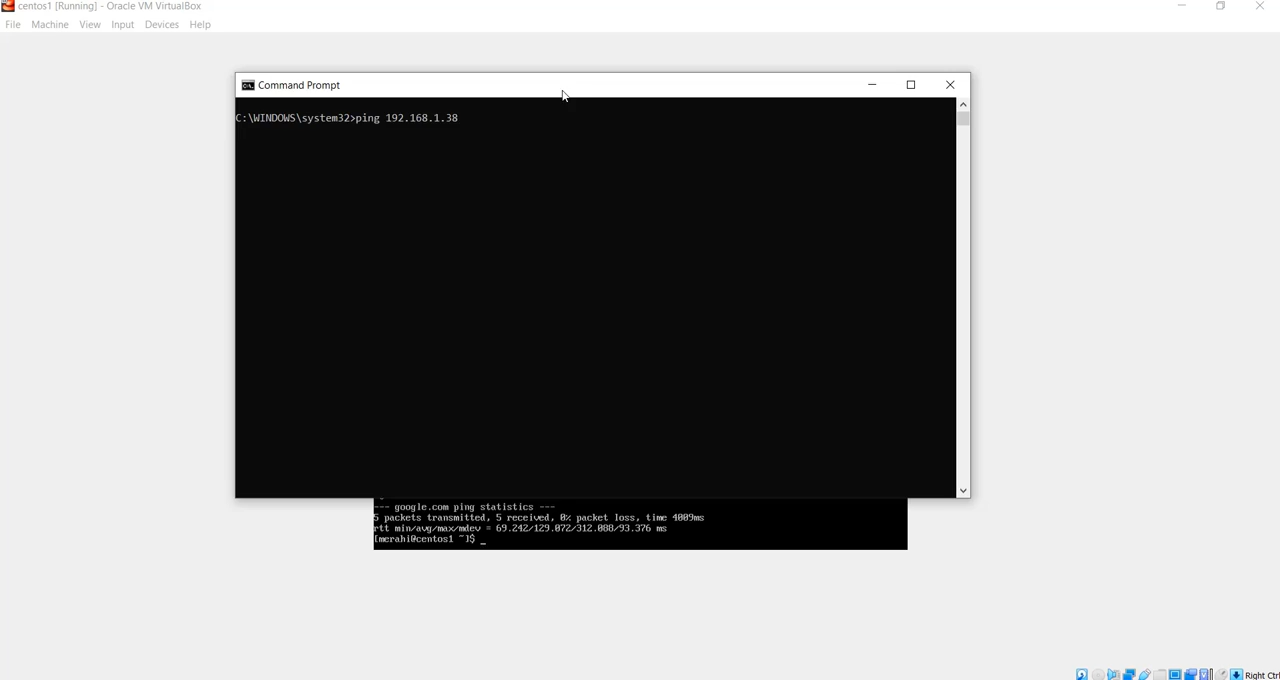 centos1 [Running] - Oracle VM VirtualBox
File Machine View Input Devices Help
Command Prompt
C:\WINDOWS\system32>ping 192.168.1.38
--- google.com ping statistics ---
5 packets transmitted, 5 received, 0% packet loss, time 4009ms
rtt min/avg/max/mdev = 69.242/129.072/312.088/93.376 ms
[merahi@centos1 ~]$ _
Right Ctrl